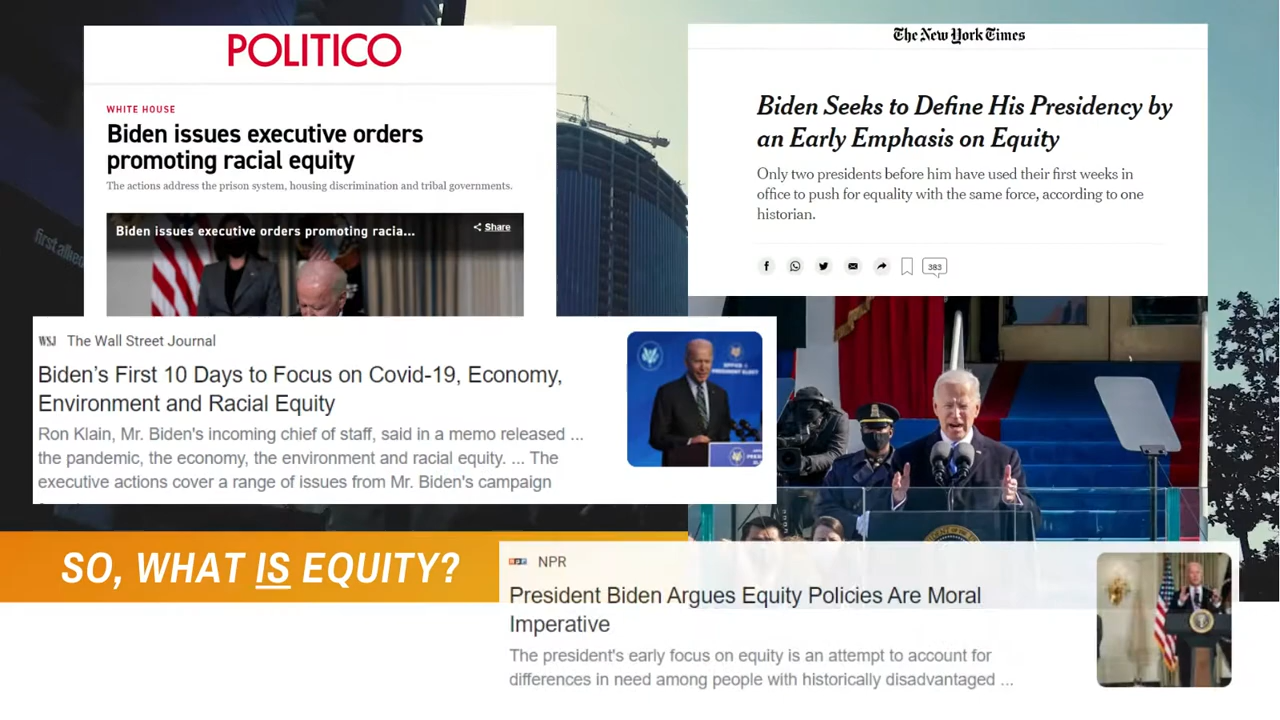 POLITICO
WHITE HOUSE
Biden issues executive orders
promoting racial equity
The actions address the prison system, housing discrimination and tribal governments.
Biden issues executive orders promoting racia...
Share
The New York Times
Biden Seeks to Define His Presidency by
an Early Emphasis on Equity
Only two presidents before him have used their first weeks in
office to push for equality with the same force, according to one
historian.
383
WSJ The Wall Street Journal
Biden's First 10 Days to Focus on Covid-19, Economy,
Environment and Racial Equity
Ron Klain, Mr. Biden's incoming chief of staff, said in a memo released ...
the pandemic, the economy, the environment and racial equity. ... The
executive actions cover a range of issues from Mr. Biden's campaign
SO, WHAT IS EQUITY?
npr NPR
President Biden Argues Equity Policies Are Moral
Imperative
The president's early focus on equity is an attempt to account for
differences in need among people with historically disadvantaged ...